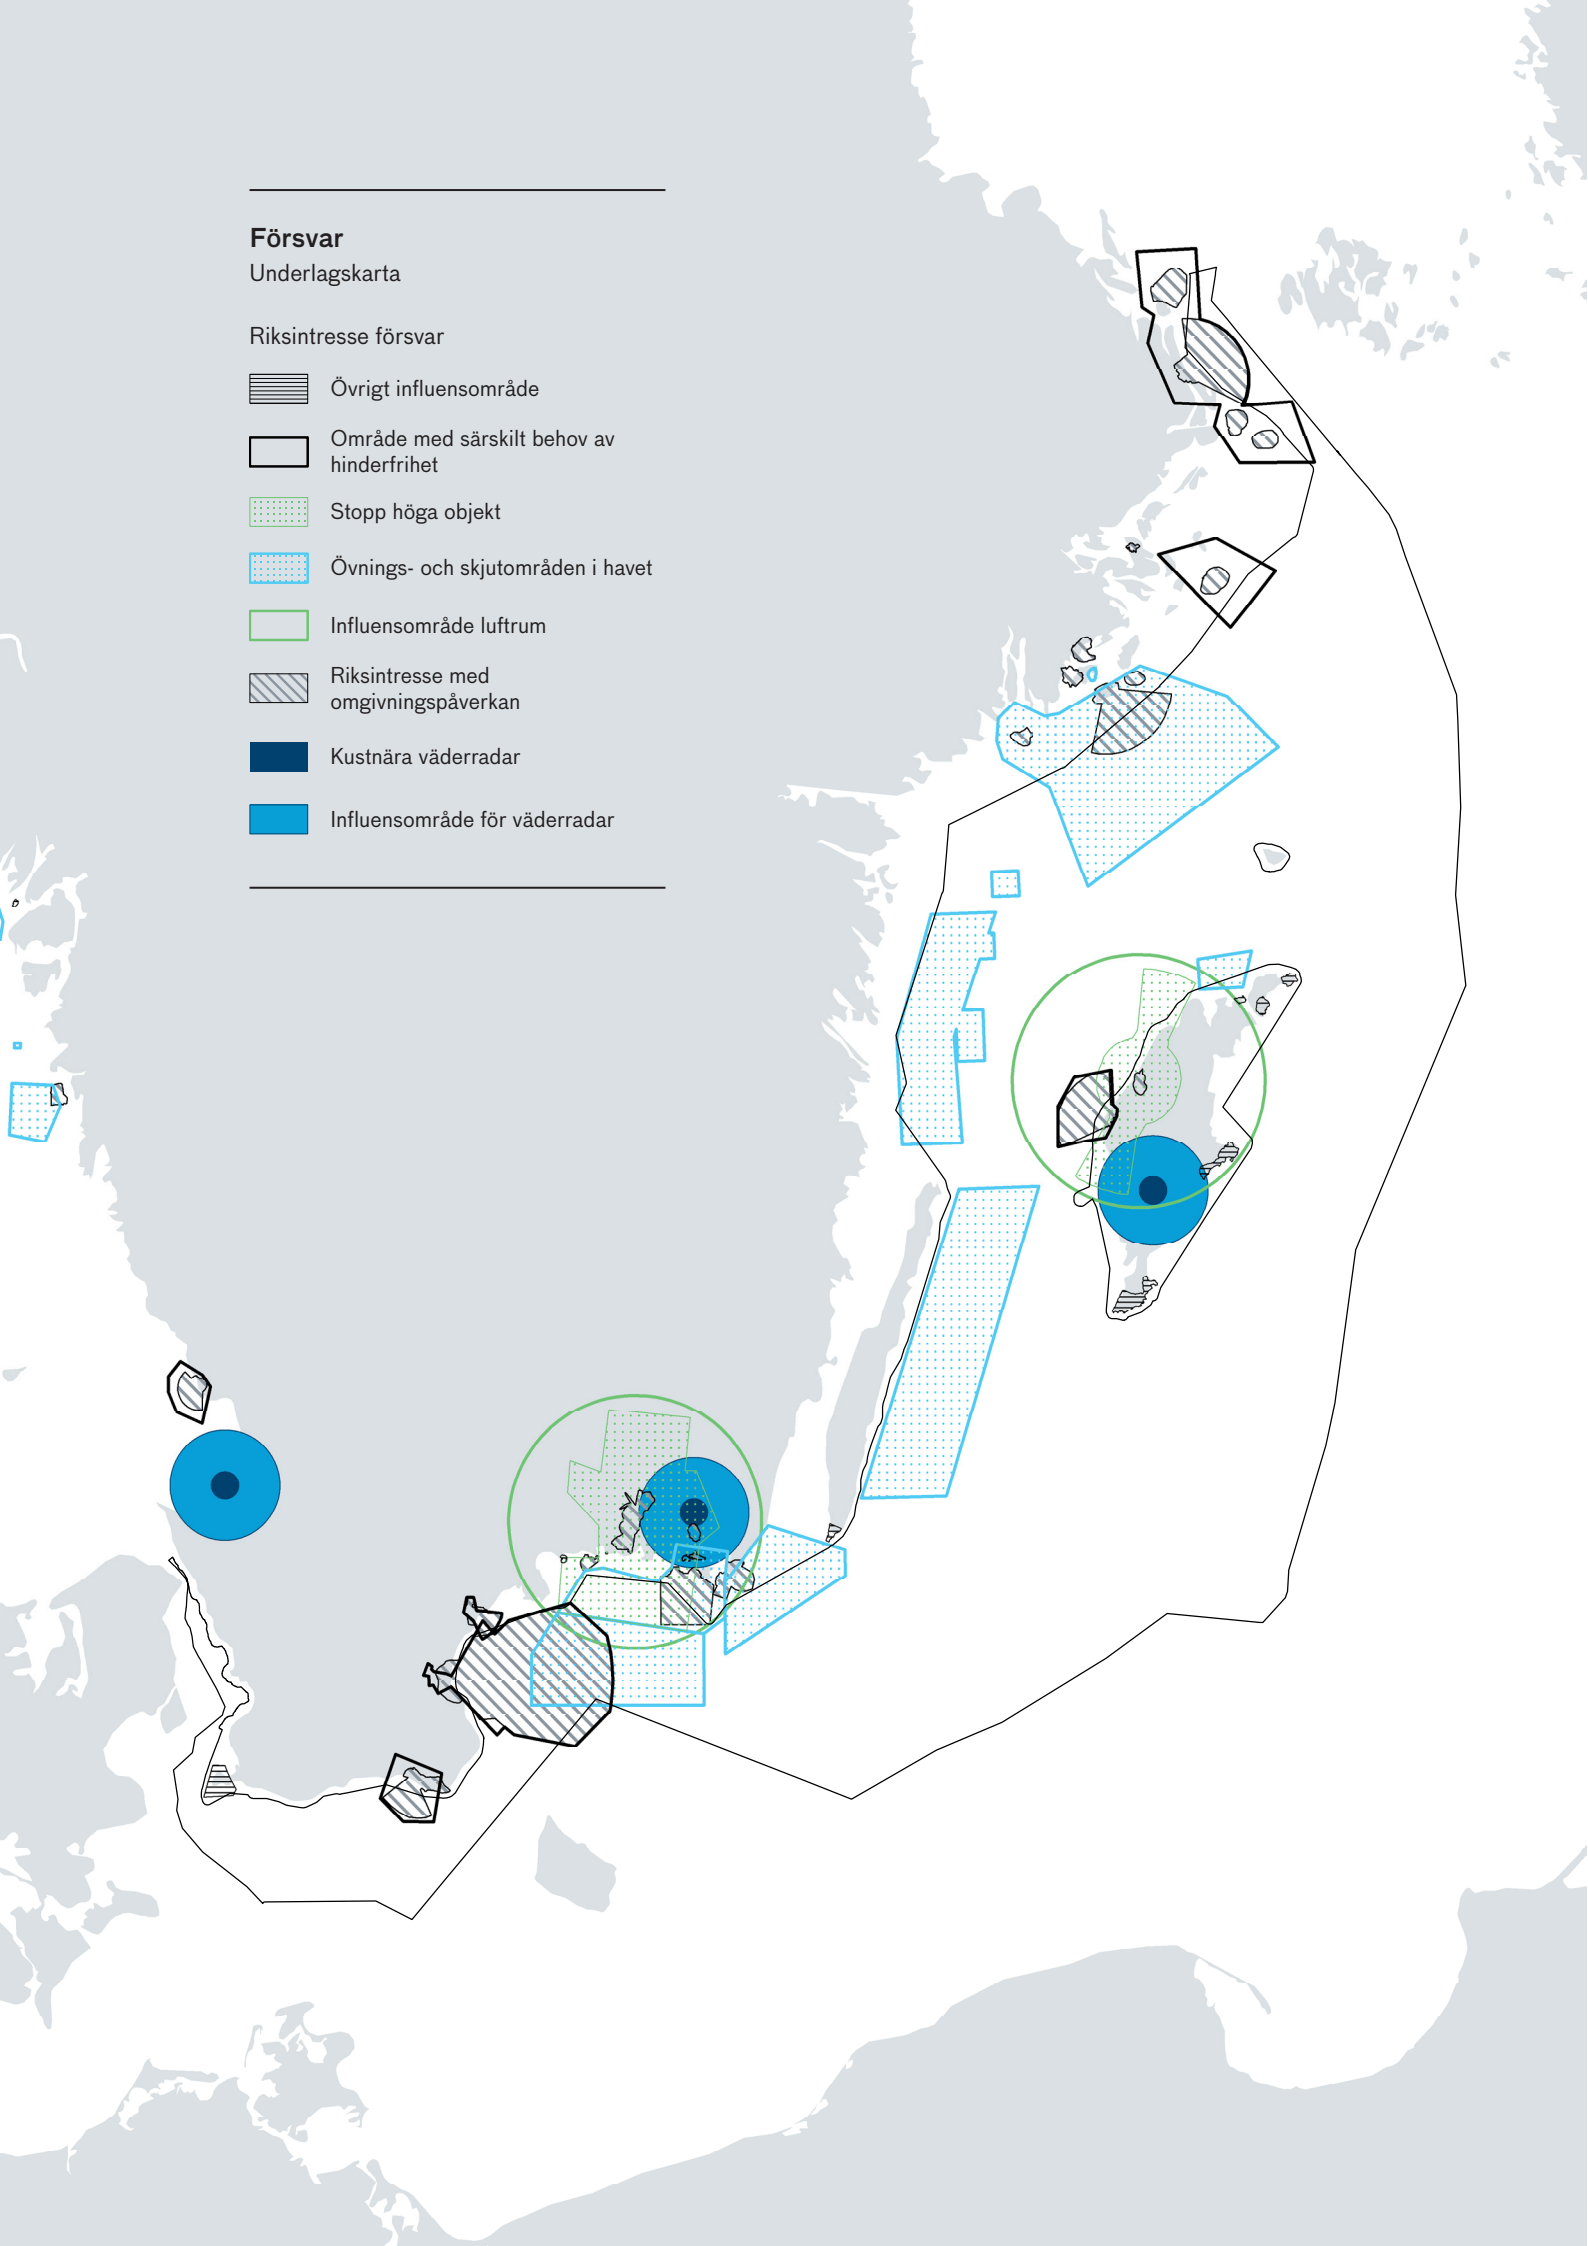 Försvar
Underlagskarta
Riksintresse försvar
Övrigt influensområde
Område med särskilt behov av
hinderfrihet
Stopp höga objekt
Övnings- och skjutområden i havet
Influensområde luftrum
Riksintresse med
omgivningspåverkan
Kustnära väderradar
Influensområde för väderradar